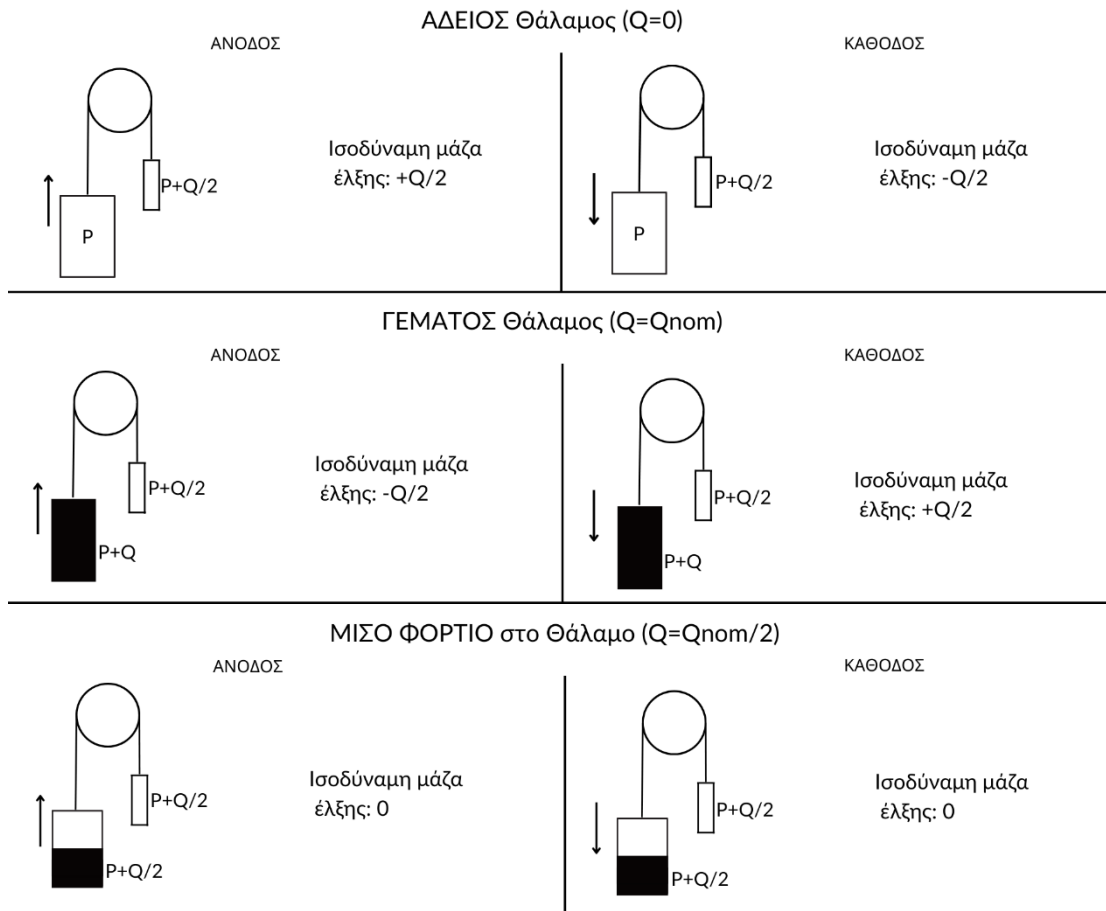 ΑΔΕΙΟΣ Θάλαμος (Q=0)
ΑΝΟΔΟΣ
ΚΑΘΟΔΟΣ
P+Q/2
P
Ισοδύναμη μάζα
έλξης: +Q/2
P+Q/2
P
Ισοδύναμη μάζα
έλξης: -Q/2
ΓΕΜΑΤΟΣ Θάλαμος (Q=Qnom)
ΑΝΟΔΟΣ
ΚΑΘΟΔΟΣ
P+Q/2
P+Q
Ισοδύναμη μάζα
έλξης: -Q/2
P+Q/2
P+Q
Ισοδύναμη μάζα
έλξης: +Q/2
ΜΙΣΟ ΦΟΡΤΙΟ στο Θάλαμο (Q=Qnom/2)
ΑΝΟΔΟΣ
ΚΑΘΟΔΟΣ
P+Q/2
P+Q/2
Ισοδύναμη μάζα
έλξης: 0
P+Q/2
P+Q/2
Ισοδύναμη μάζα
έλξης: 0